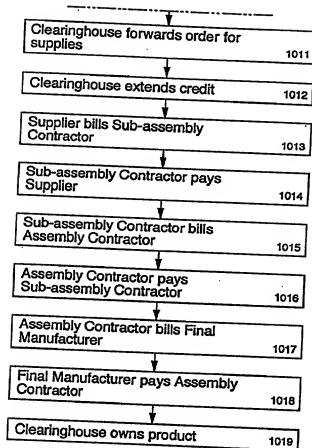 Clearinghouse forwards order for
supplies
1011
Clearinghouse extends credit
1012
Supplier bills Sub-assembly
Contractor
1013
Sub-assembly Contractor pays
Supplier
1014
Sub-assembly Contractor bills
Assembly Contractor
1015
Assembly Contractor pays
Sub-assembly Contractor
1016
Assembly Contractor bills Final
Manufacturer
1017
Final Manufacturer pays Assembly
Contractor
1018
Clearinghouse owns product
1019